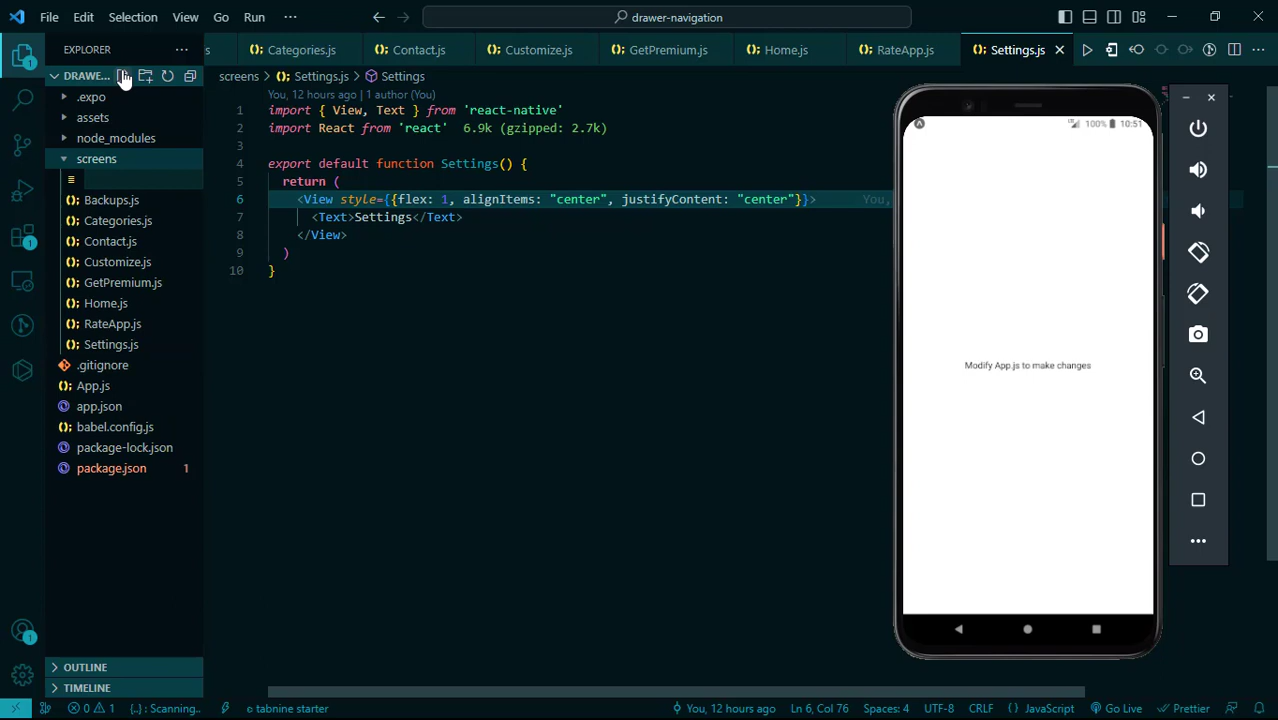 File Edit Selection View Go Run ··· drawer-navigation
EXPLORER
s Categories.js Contact.js Customize.js GetPremium.js Home.js RateApp.js Settings.js
DRAWE...
screens > Settings.js > Settings
.expo
assets
node_modules
screens
Backups.js
Categories.js
Contact.js
Customize.js
GetPremium.js
Home.js
RateApp.js
Settings.js
.gitignore
App.js
app.json
babel.config.js
package-lock.json
package.json 1
OUTLINE
TIMELINE
You, 12 hours ago | 1 author (You)
1 import { View, Text } from 'react-native'
2 import React from 'react' 6.9k (gzipped: 2.7k)
3
4 export default function Settings() {
5 return (
6 <View style={{flex: 1, alignItems: "center", justifyContent: "center"}}> You,
7 <Text>Settings</Text>
8 </View>
9 )
10 }
100% 10:51
Modify App.js to make changes
1
1
1
0 1 {..} : Scanning.. tabnine starter You, 12 hours ago Ln 6, Col 76 Spaces: 4 UTF-8 CRLF { } JavaScript Go Live Prettier